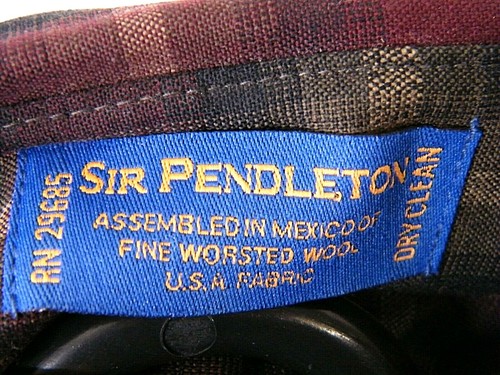 SIR PENDLETON
ASSEMBLED IN MEXICO OF
FINE WORSTED WOOL
U.S.A. FABRIC
RN 29685
DRY CLEAN